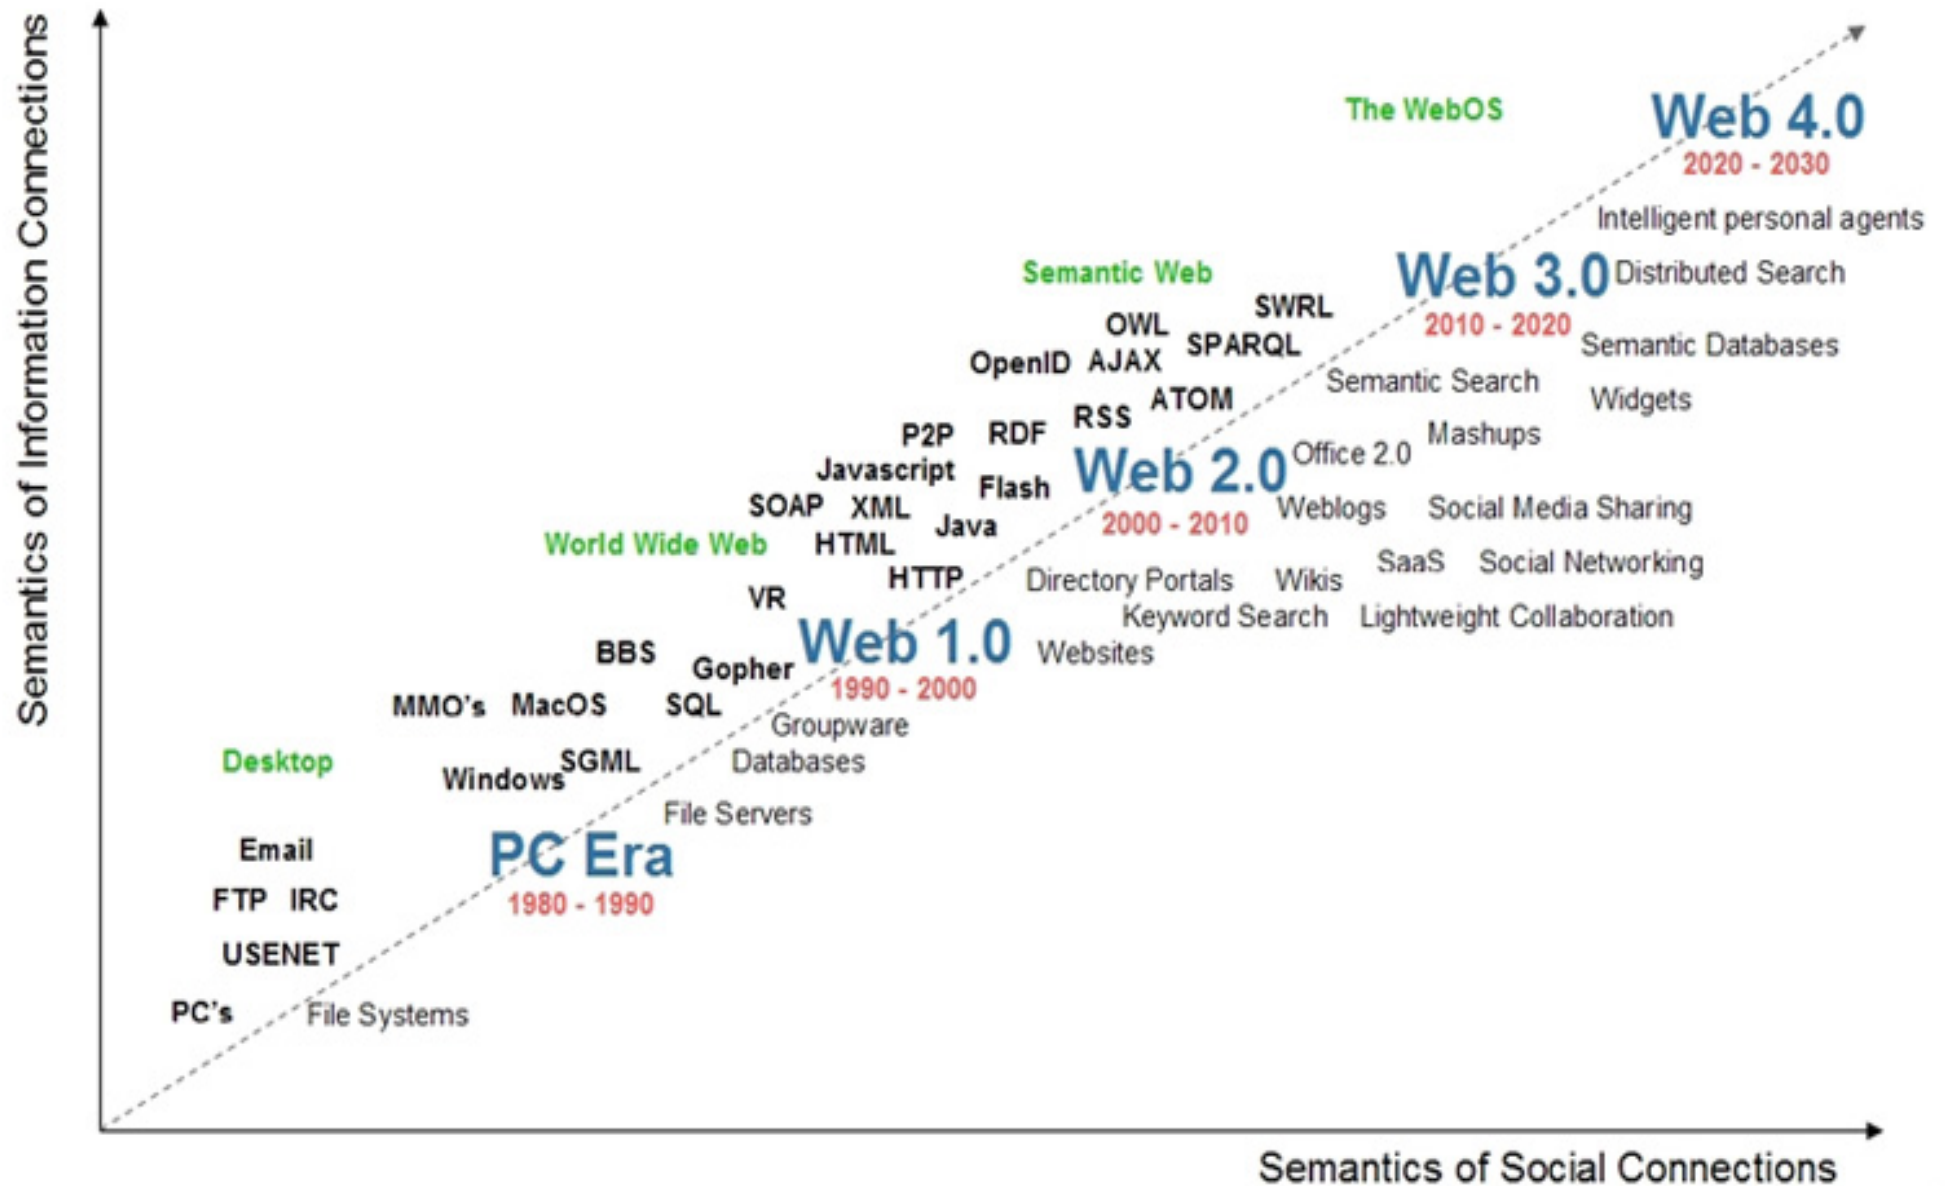 Semantics of Information Connections
The WebOS
Web 4.0
2020 - 2030
Intelligent personal agents
Semantic Web
Web 3.0
Distributed Search
SWRL
OWL
2010 - 2020
SPARQL
Semantic Databases
OpenID
AJAX
Semantic Search
ATOM
Widgets
RSS
P2P
RDF
Mashups
Office 2.0
Javascript
Web 2.0
Flash
SOAP
XML
Weblogs
Social Media Sharing
Java
2000 - 2010
World Wide Web
HTML
SaaS
Social Networking
HTTP
Directory Portals
Wikis
VR
Keyword Search
Lightweight Collaboration
Web 1.0
BBS
Websites
Gopher
1990 - 2000
MMO's
MacOS
SQL
Groupware
Desktop
SGML
Databases
Windows
File Servers
Email
PC Era
FTP
IRC
1980 - 1990
USENET
PC's
File Systems
Semantics of Social Connections